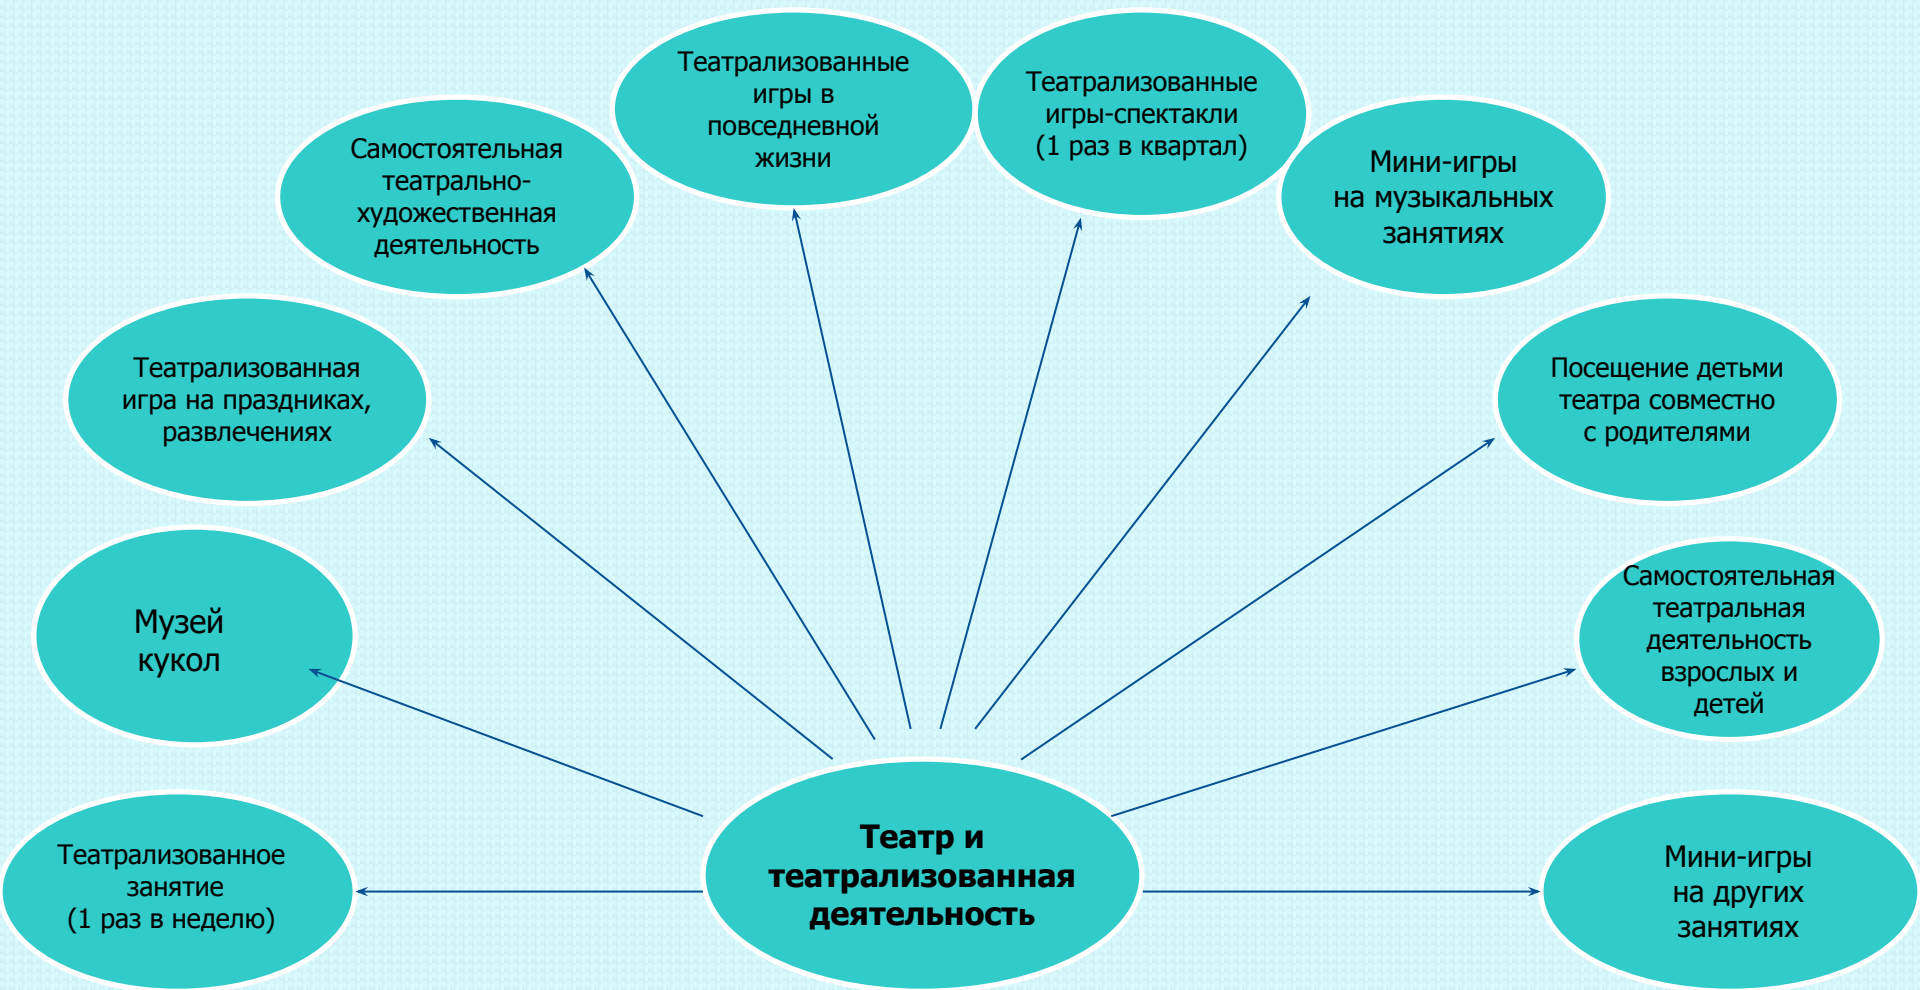 Театрализованные
игры в
повседневной
жизни
Театрализованные
игры-спектакли
(1 раз в квартал)
Самостоятельная
театрально-
художественная
деятельность
Мини-игры
на музыкальных
занятиях
Театрализованная
игра на праздниках,
развлечениях
Посещение детьми
театра совместно
с родителями
Музей
кукол
Самостоятельная
театральная
деятельность
взрослых и
детей
Театрализованное
занятие
(1 раз в неделю)
Театр и
театрализованная
деятельность
Мини-игры
на других
занятиях